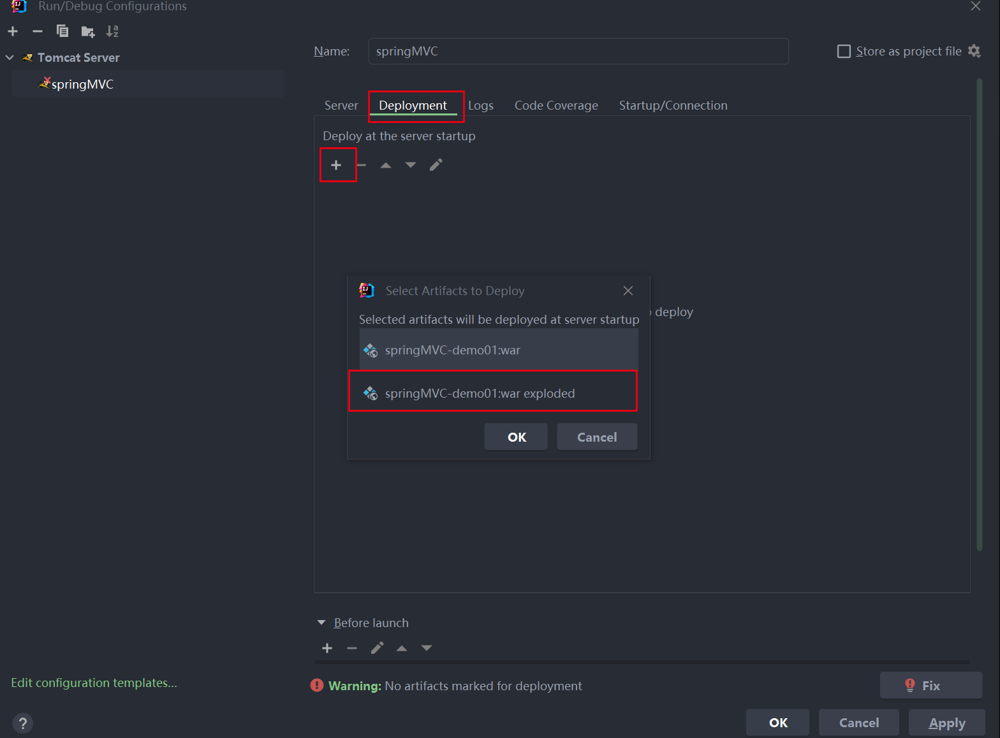 Run/Debug Configurations
Tomcat Server
springMVC
Name:
springMVC
Store as project file
Server
Deployment
Logs
Code Coverage
Startup/Connection
Deploy at the server startup
Select Artifacts to Deploy
Selected artifacts will be deployed at server startup
deploy
springMVC-demo01:war
springMVC-demo01:war exploded
OK
Cancel
Before launch
Edit configuration templates...
Warning: No artifacts marked for deployment
Fix
?
OK
Cancel
Apply